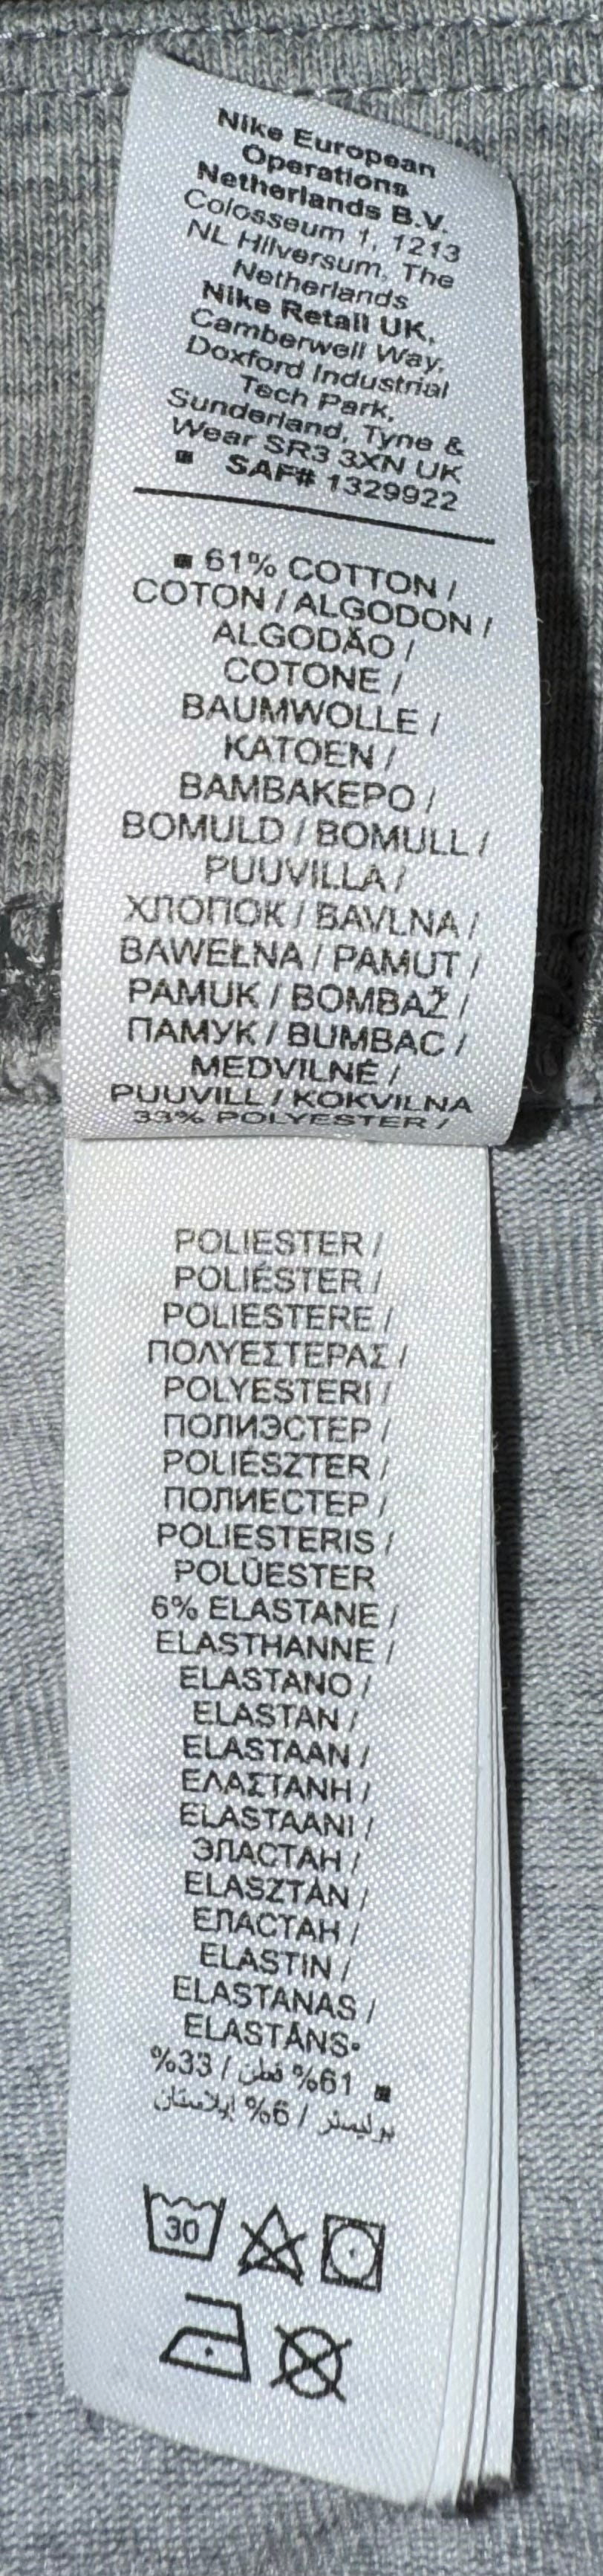 Nike European
Operations
Netherlands B.V.
Colosseum 1, 1213
NL Hilversum, The
Netherlands
Nike Retail UK,
Camberwell Way,
Doxford Industrial
Tech Park,
Sunderland, Tyne &
Wear SR3 3XN UK
■ SAF# 1329922
■ 61% COTTON /
COTON / ALGODON /
ALGODÃO /
COTONE /
BAUMWOLLE /
KATOEN /
ΒΑΜΒΑΚΕΡΟ /
BOMULD / BOMULL /
PUUVILLA /
ХЛОПОК / BAVLNA /
BAWEŁNA / PAMUT /
PAMUK / BOMBAŽ /
ПАМУК / BUMBAC /
MEDVILNĖ /
PUUVILL / KOKVILNA
33% POLYESTER /
POLIESTER /
POLIÉSTER /
POLIESTERE /
ΠΟΛΥΕΣΤΕΡΑΣ /
POLYESTERI /
ПОЛИЭСТЕР /
POLIÉSZTER /
ПОЛИЕСТЕР /
POLIESTERIS /
POLÜESTER
6% ELASTANE /
ELASTHANNE /
ELASTANO /
ELASTAN /
ELASTAAN /
ΕΛΑΣΤΑΝΗ /
ELASTAANI /
ЭЛАСТАН /
ELASZTÁN /
ЕЛАСТАН /
ELASTIN /
ELASTANAS /
ELASTĀNS▪
■ 61% قطن / 33%
بوليستر / 6% إيلاستان
30